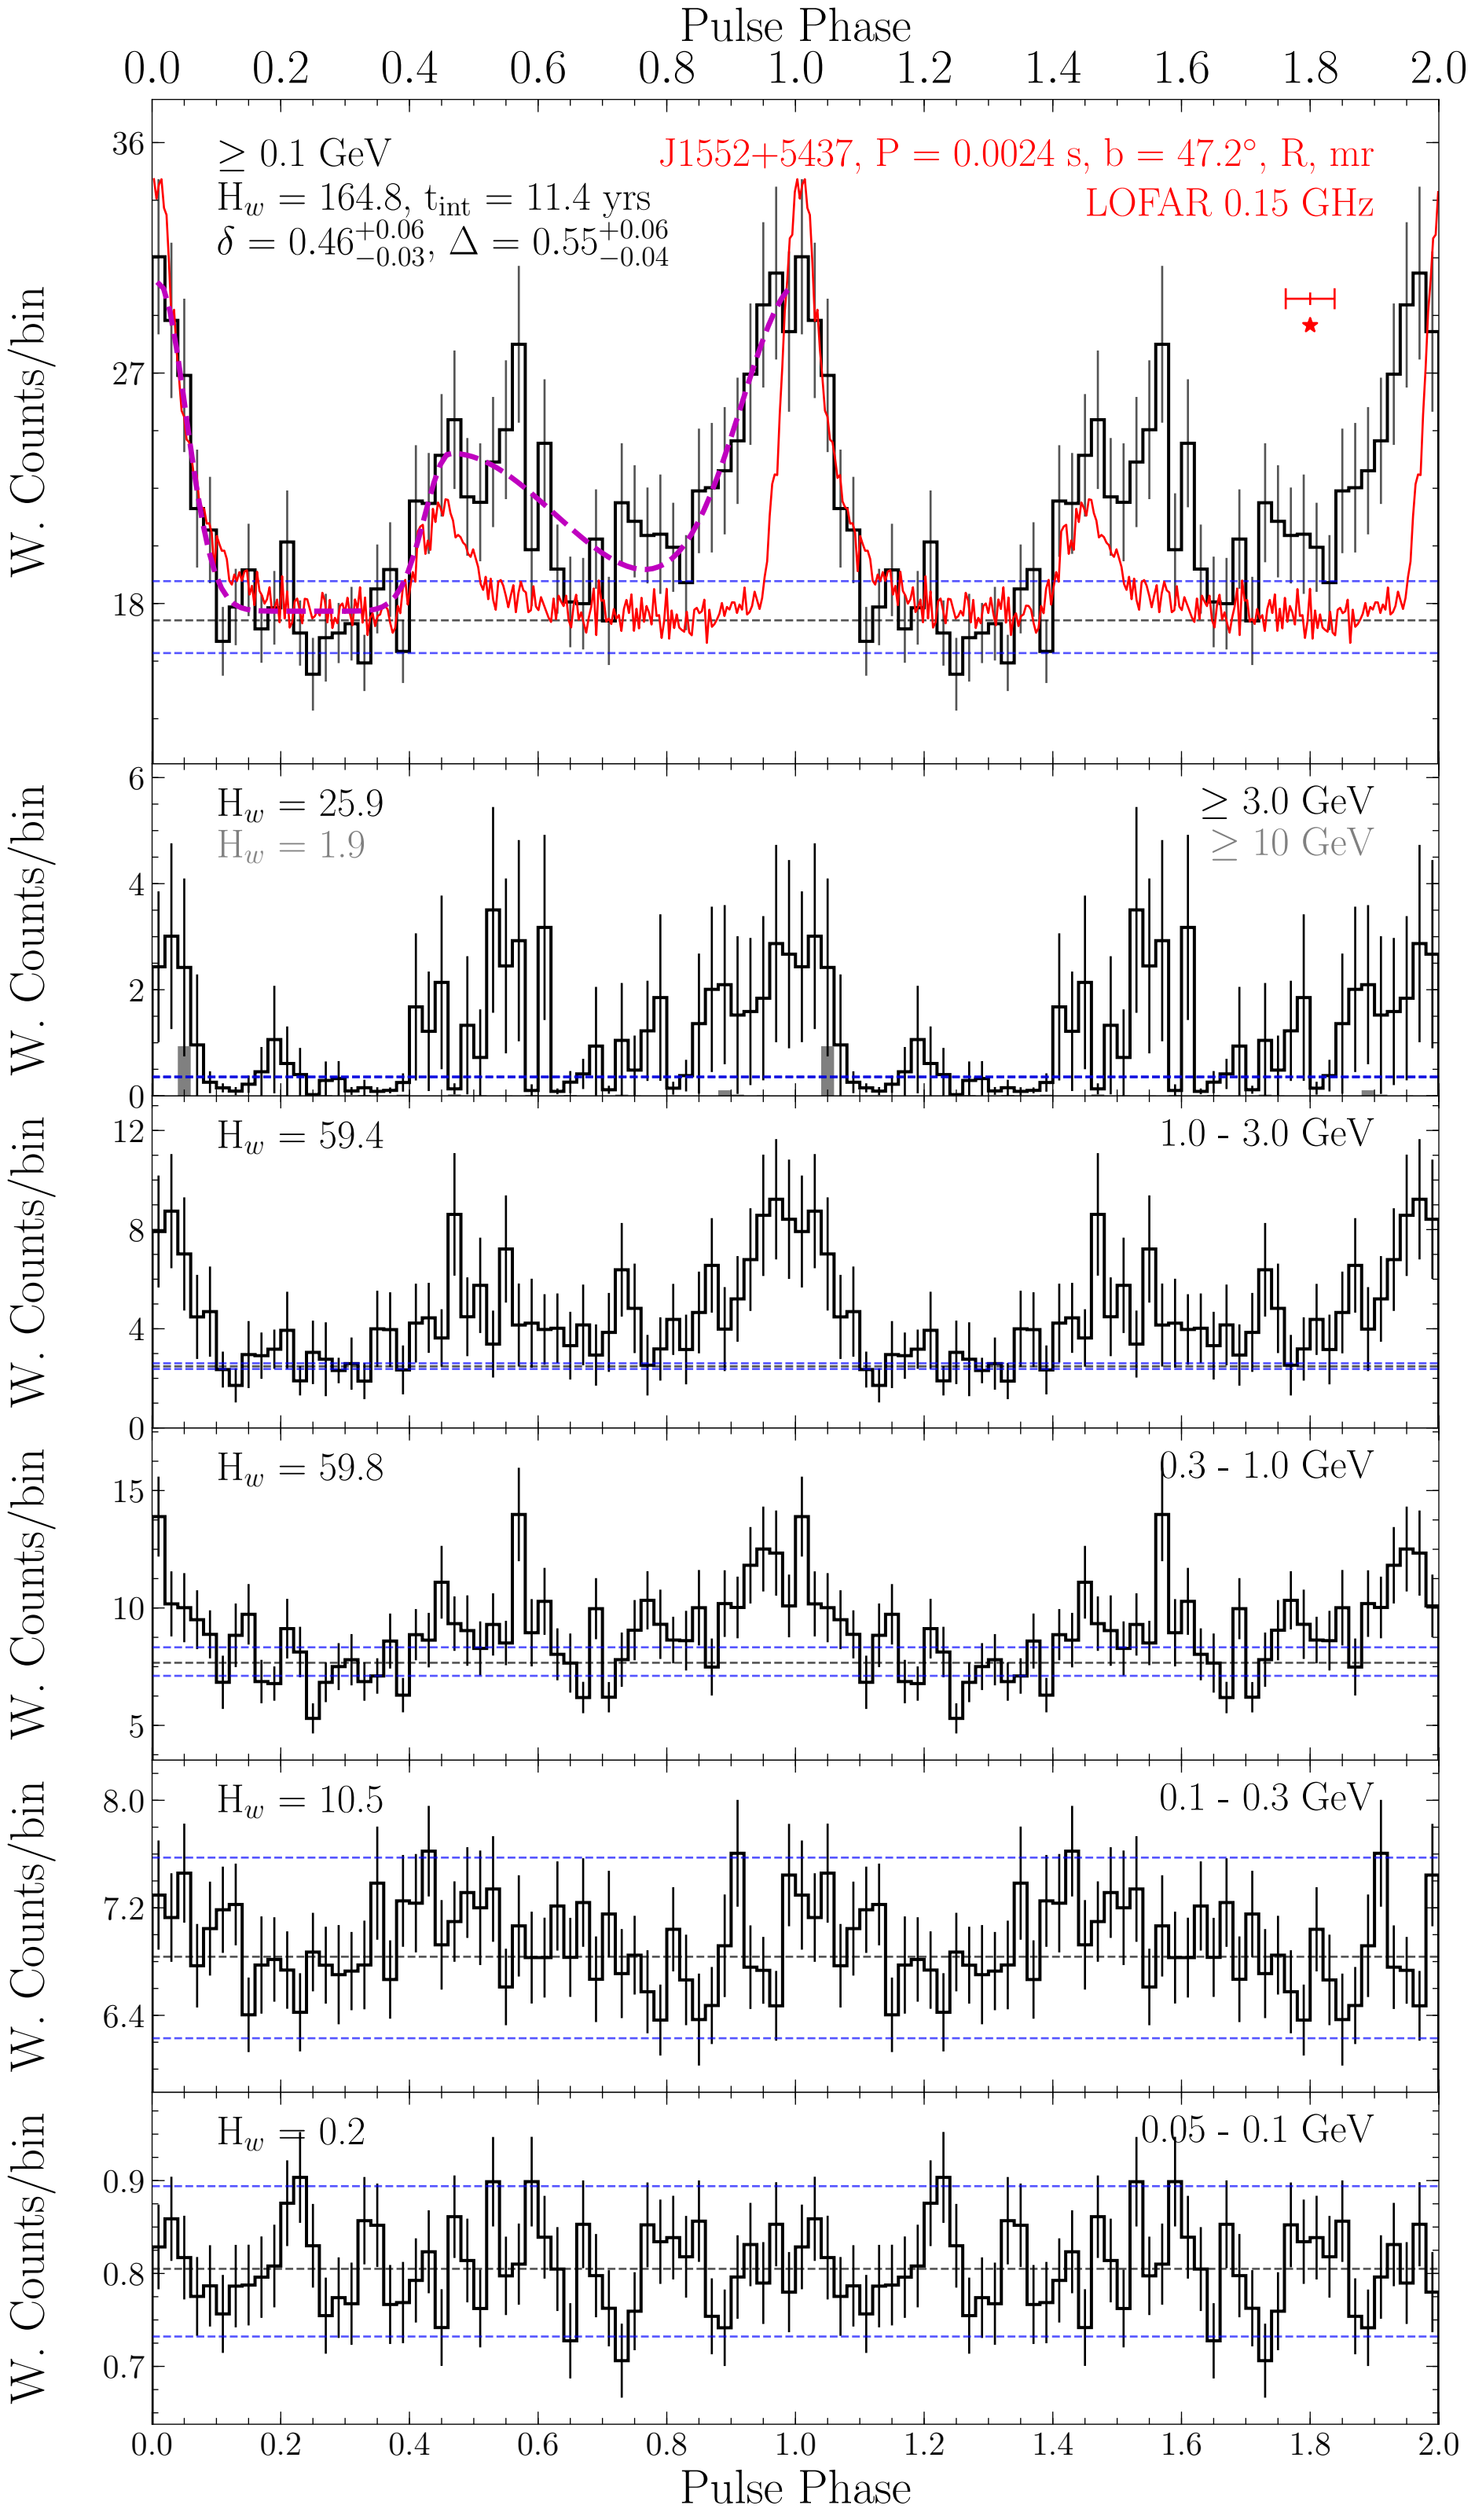 Pulse Phase
0.0 0.2 0.4 0.6 0.8 1.0 1.2 1.4 1.6 1.8 2.0
W. Counts/bin
36
27
18
≥ 0.1 GeV
H_w = 164.8, t_int = 11.4 yrs
δ = 0.46^{+0.06}_{−0.03}, Δ = 0.55^{+0.06}_{−0.04}
J1552+5437, P = 0.0024 s, b = 47.2°, R, mr
LOFAR 0.15 GHz
W. Counts/bin
6
4
2
0
H_w = 25.9
H_w = 1.9
≥ 3.0 GeV
≥ 10 GeV
W. Counts/bin
12
8
4
0
H_w = 59.4
1.0 - 3.0 GeV
W. Counts/bin
15
10
5
H_w = 59.8
0.3 - 1.0 GeV
W. Counts/bin
8.0
7.2
6.4
H_w = 10.5
0.1 - 0.3 GeV
W. Counts/bin
0.9
0.8
0.7
H_w = 0.2
0.05 - 0.1 GeV
0.0 0.2 0.4 0.6 0.8 1.0 1.2 1.4 1.6 1.8 2.0
Pulse Phase